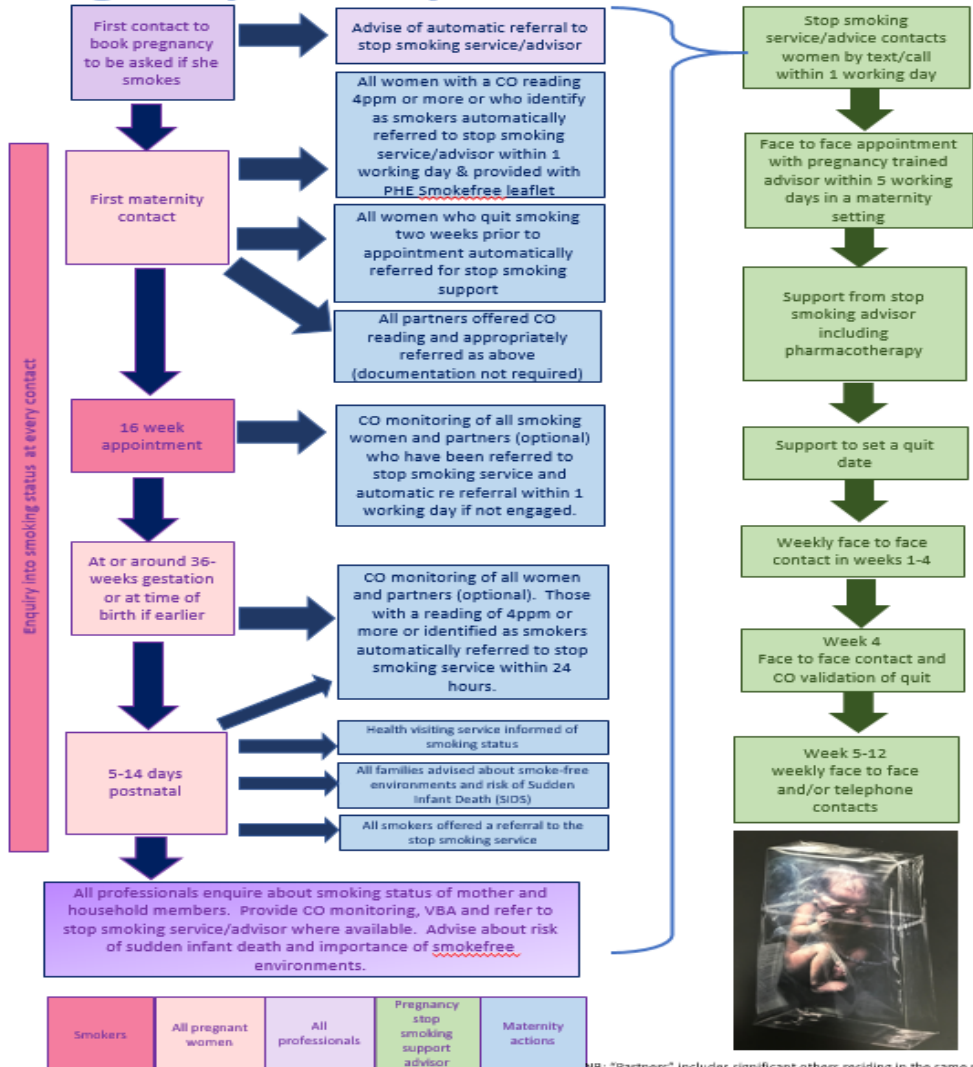 First contact to
book pregnancy
to be asked if she
smokes
Advise of automatic referral to
stop smoking service/advisor
All women with a CO reading
4ppm or more or who identify
as smokers automatically
referred to stop smoking
service/advisor within 1
working day & provided with
PHE Smokefree leaflet
First maternity
contact
All women who quit smoking
two weeks prior to
appointment automatically
referred for stop smoking
support
All partners offered CO
reading and appropriately
referred as above
(documentation not required)
Enquiry into smoking status at every contact
16 week
appointment
CO monitoring of all smoking
women and partners (optional)
who have been referred to
stop smoking service and
automatic re referral within 1
working day if not engaged.
At or around 36-
weeks gestation
or at time of
birth if earlier
CO monitoring of all women
and partners (optional). Those
with a reading of 4ppm or
more or identified as smokers
automatically referred to stop
smoking service within 24
hours.
5-14 days
postnatal
Health visiting service informed of
smoking status
All families advised about smoke-free
environments and risk of Sudden
Infant Death (SIDS)
All smokers offered a referral to the
stop smoking service
All professionals enquire about smoking status of mother and
household members. Provide CO monitoring, VBA and refer to
stop smoking service/advisor where available. Advise about risk
of sudden infant death and importance of smokefree
environments.
Stop smoking
service/advice contacts
women by text/call
within 1 working day
Face to face appointment
with pregnancy trained
advisor within 5 working
days in a maternity
setting
Support from stop
smoking advisor
including
pharmacotherapy
Support to set a quit
date
Weekly face to face
contact in weeks 1-4
Week 4
Face to face contact and
CO validation of quit
Week 5-12
weekly face to face
and/or telephone
contacts
Smokers
All pregnant
women
All
professionals
Pregnancy
stop
smoking
support
advisor
Maternity
actions
NB: "Partners" includes significant others residing in the same